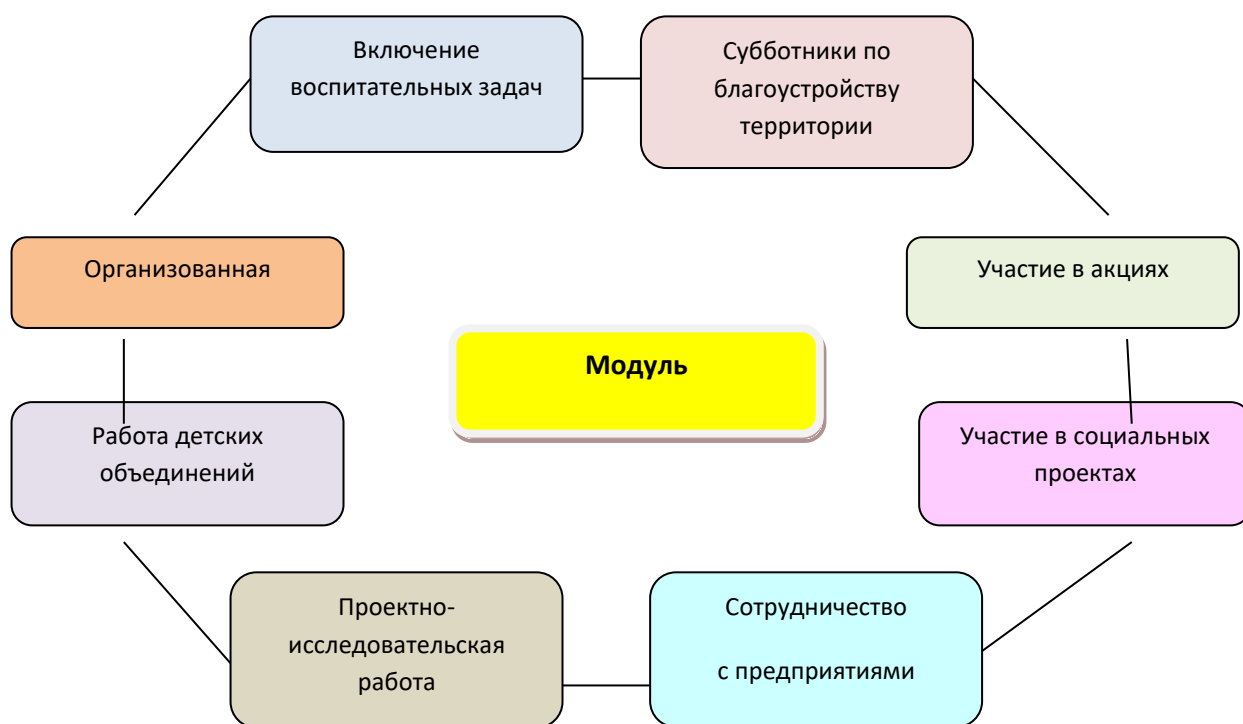 Включение
воспитательных задач
Субботники по
благоустройству
территории
Организованная
Участие в акциях
Модуль
Работа детских
объединений
Участие в социальных
проектах
Проектно-
исследовательская
работа
Сотрудничество
с предприятиями